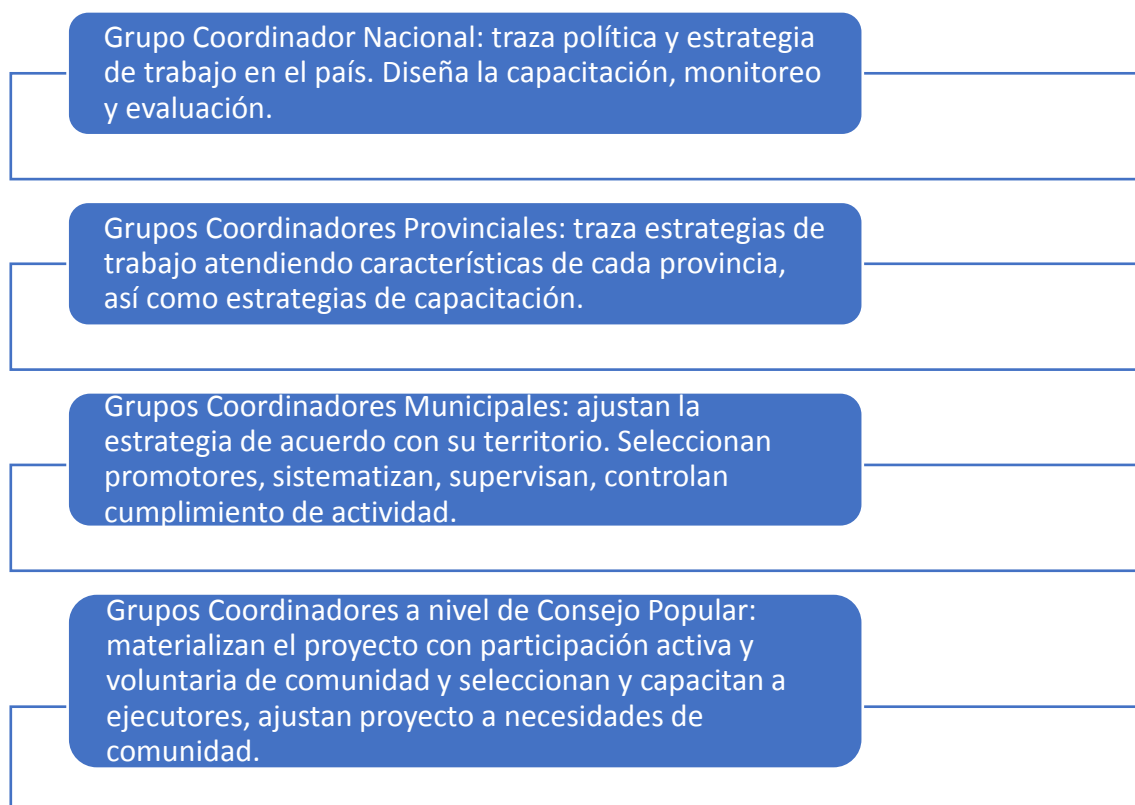 Grupo Coordinador Nacional: traza política y estrategia
de trabajo en el país. Diseña la capacitación, monitoreo
y evaluación.
Grupos Coordinadores Provinciales: traza estrategias de
trabajo atendiendo características de cada provincia,
así como estrategias de capacitación.
Grupos Coordinadores Municipales: ajustan la
estrategia de acuerdo con su territorio. Seleccionan
promotores, sistematizan, supervisan, controlan
cumplimiento de actividad.
Grupos Coordinadores a nivel de Consejo Popular:
materializan el proyecto con participación activa y
voluntaria de comunidad y seleccionan y capacitan a
ejecutores, ajustan proyecto a necesidades de
comunidad.